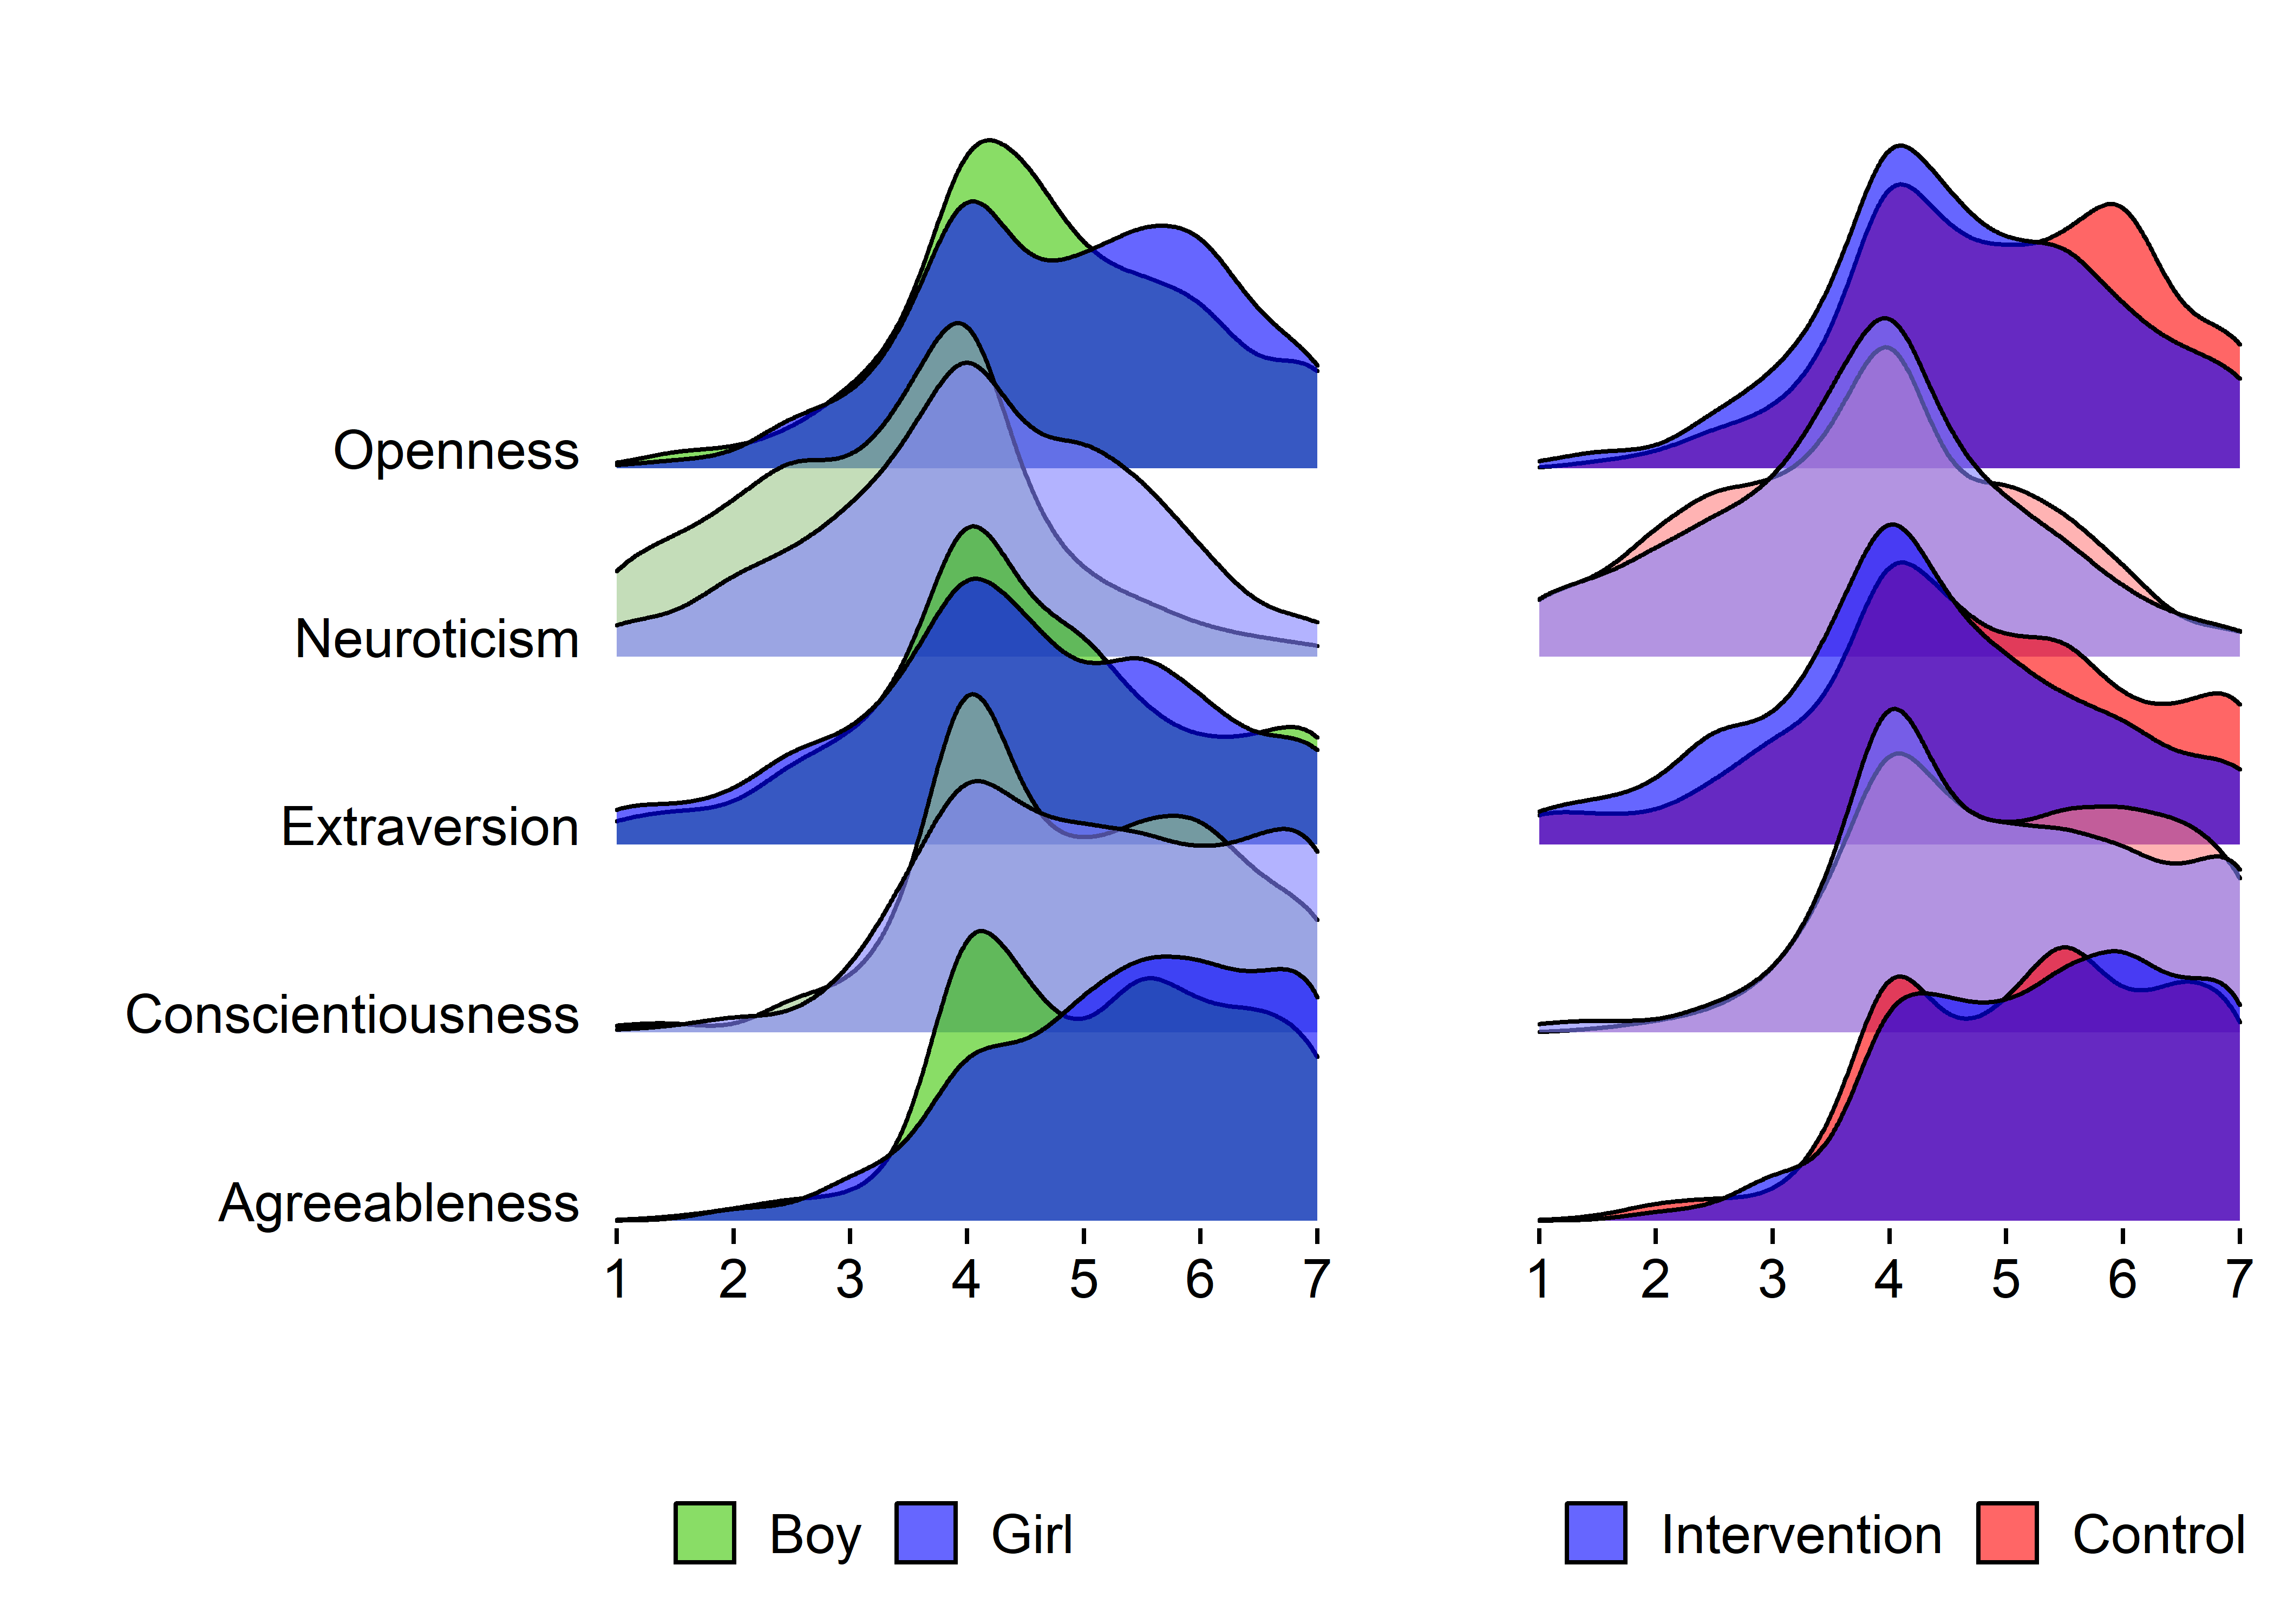 Openness
Neuroticism
Extraversion
Conscientiousness
Agreeableness
1 2 3 4 5 6 7
1 2 3 4 5 6 7
Boy Girl
Intervention Control